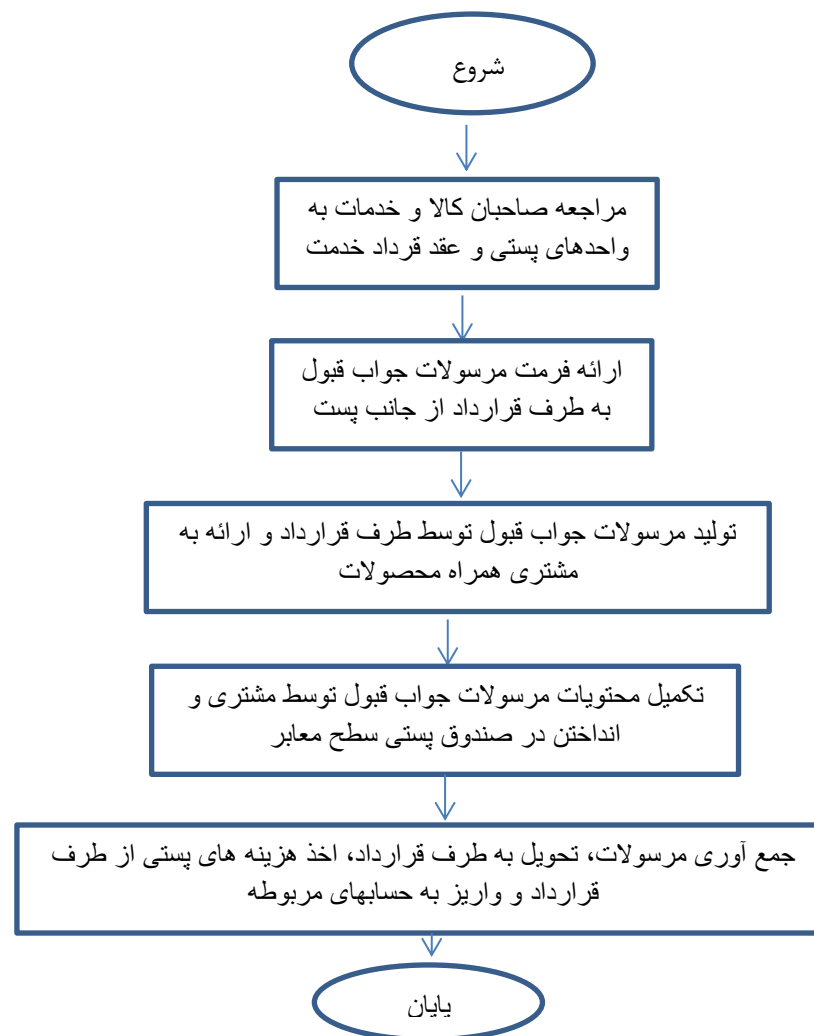 شروع
مراجعه صاحبان کالا و خدمات به
واحدهای پستی و عقد قرداد خدمت
ارائه فرمت مرسولات جواب قبول
به طرف قرارداد از جانب پست
تولید مرسولات جواب قبول توسط طرف قرارداد و ارائه به
مشتری همراه محصولات
تکمیل محتویات مرسولات جواب قبول توسط مشتری و
انداختن در صندوق پستی سطح معابر
جمع آوری مرسولات، تحویل به طرف قرارداد، اخذ هزینه های پستی از طرف
قرارداد و واریز به حسابهای مربوطه
پایان